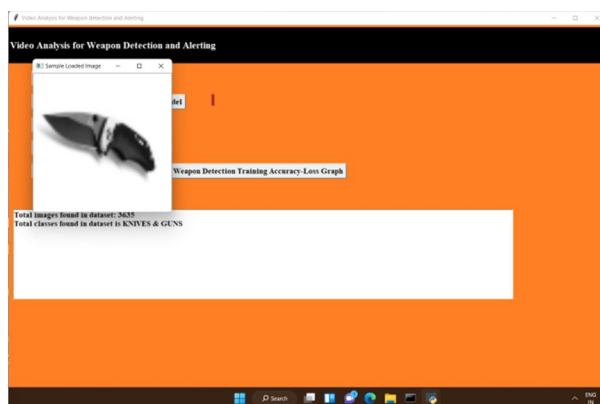 Video Analysis for Weapon detection and Alerting
Video Analysis for Weapon Detection and Alerting
Sample Loaded Image
del
Weapon Detection Training Accuracy-Loss Graph
Total images found in dataset: 3635
Total classes found in dataset is KNIVES & GUNS
Search
ENG
IN